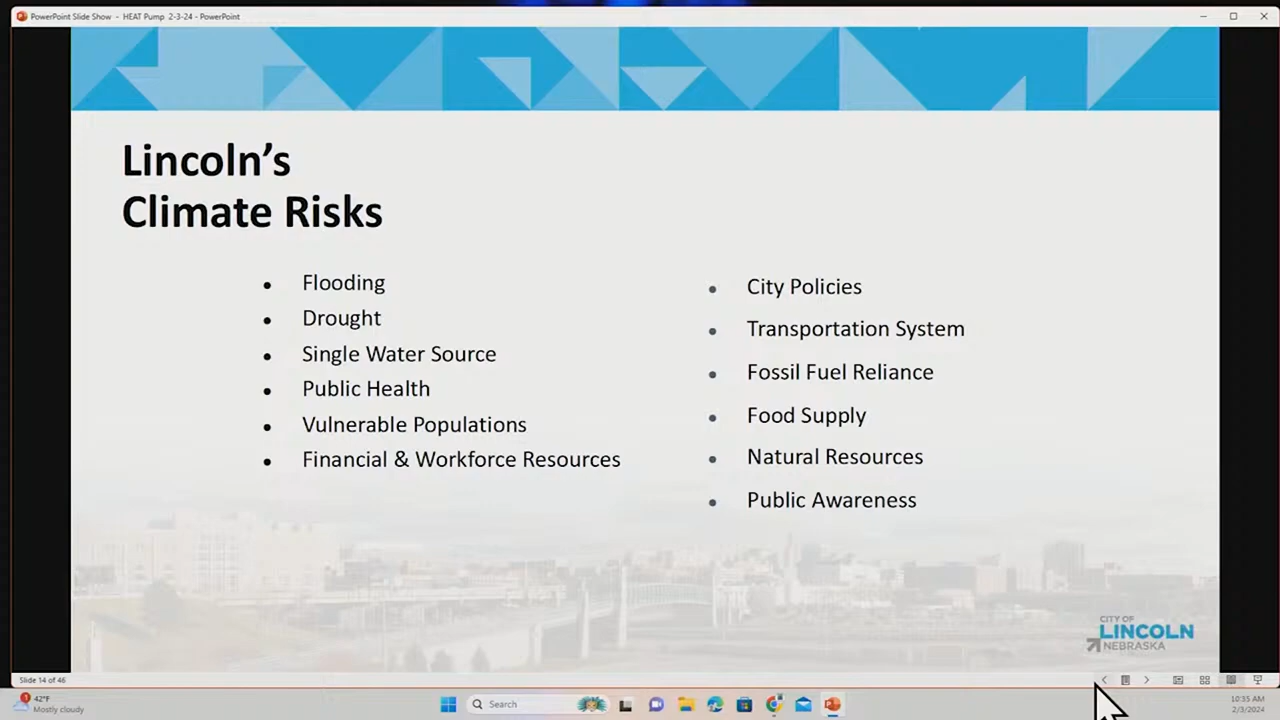 PowerPoint Slide Show - HEAT Pump 2-3-24 - PowerPoint
Lincoln's
Climate Risks
• Flooding
• Drought
• Single Water Source
• Public Health
• Vulnerable Populations
• Financial & Workforce Resources
• City Policies
• Transportation System
• Fossil Fuel Reliance
• Food Supply
• Natural Resources
• Public Awareness
CITY OF
LINCOLN
NEBRASKA
Slide 14 of 46
1
42°F
Mostly cloudy
Search
10:35 AM
2/3/2024